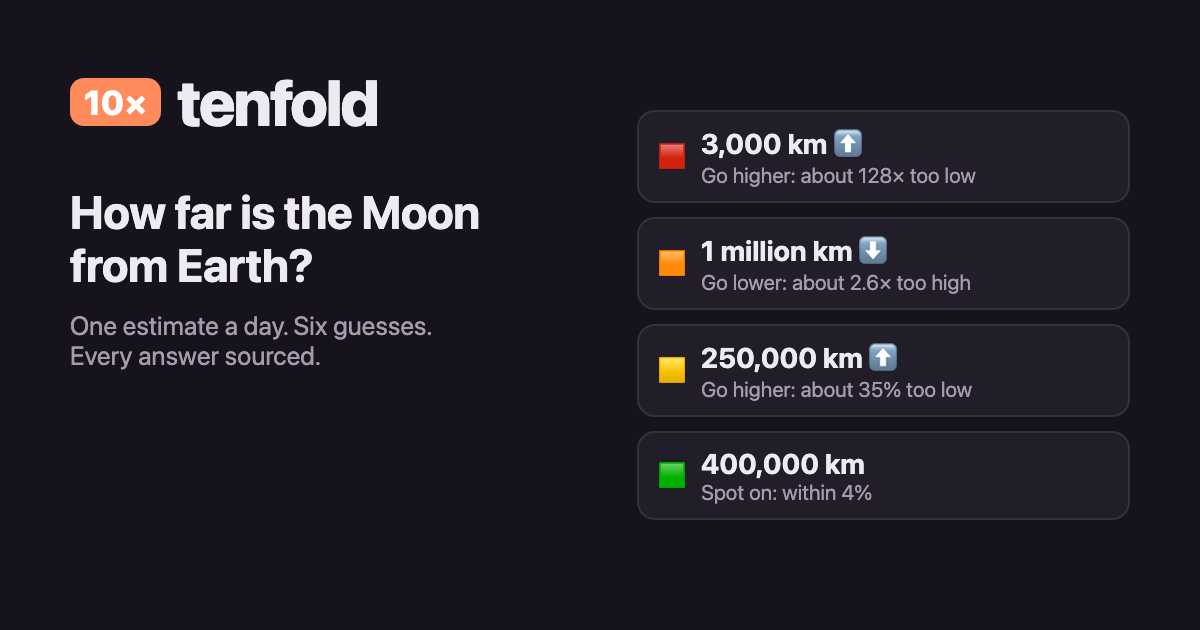 10× tenfold
How far is the Moon
from Earth?
One estimate a day. Six guesses.
Every answer sourced.
3,000 km ⬆️
Go higher: about 128× too low
1 million km ⬇️
Go lower: about 2.6× too high
250,000 km ⬆️
Go higher: about 35% too low
400,000 km
Spot on: within 4%